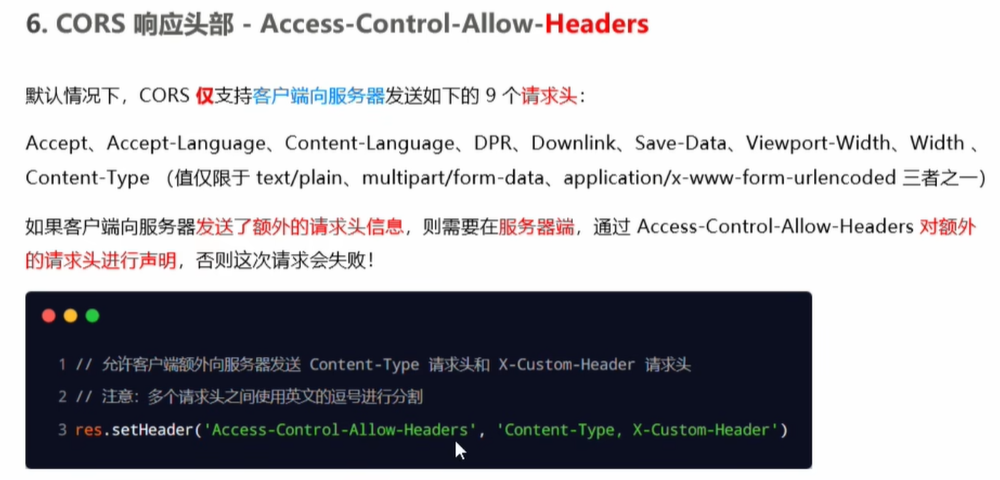 6. CORS 响应头部 - Access-Control-Allow-Headers
默认情况下，CORS 仅支持客户端向服务器发送如下的 9 个请求头：
Accept、Accept-Language、Content-Language、DPR、Downlink、Save-Data、Viewport-Width、Width 、
Content-Type （值仅限于 text/plain、multipart/form-data、application/x-www-form-urlencoded 三者之一）
如果客户端向服务器发送了额外的请求头信息，则需要在服务器端，通过 Access-Control-Allow-Headers 对额外
的请求头进行声明，否则这次请求会失败！
1 // 允许客户端额外向服务器发送 Content-Type 请求头和 X-Custom-Header 请求头
2 // 注意：多个请求头之间使用英文的逗号进行分割
3 res.setHeader('Access-Control-Allow-Headers', 'Content-Type, X-Custom-Header')